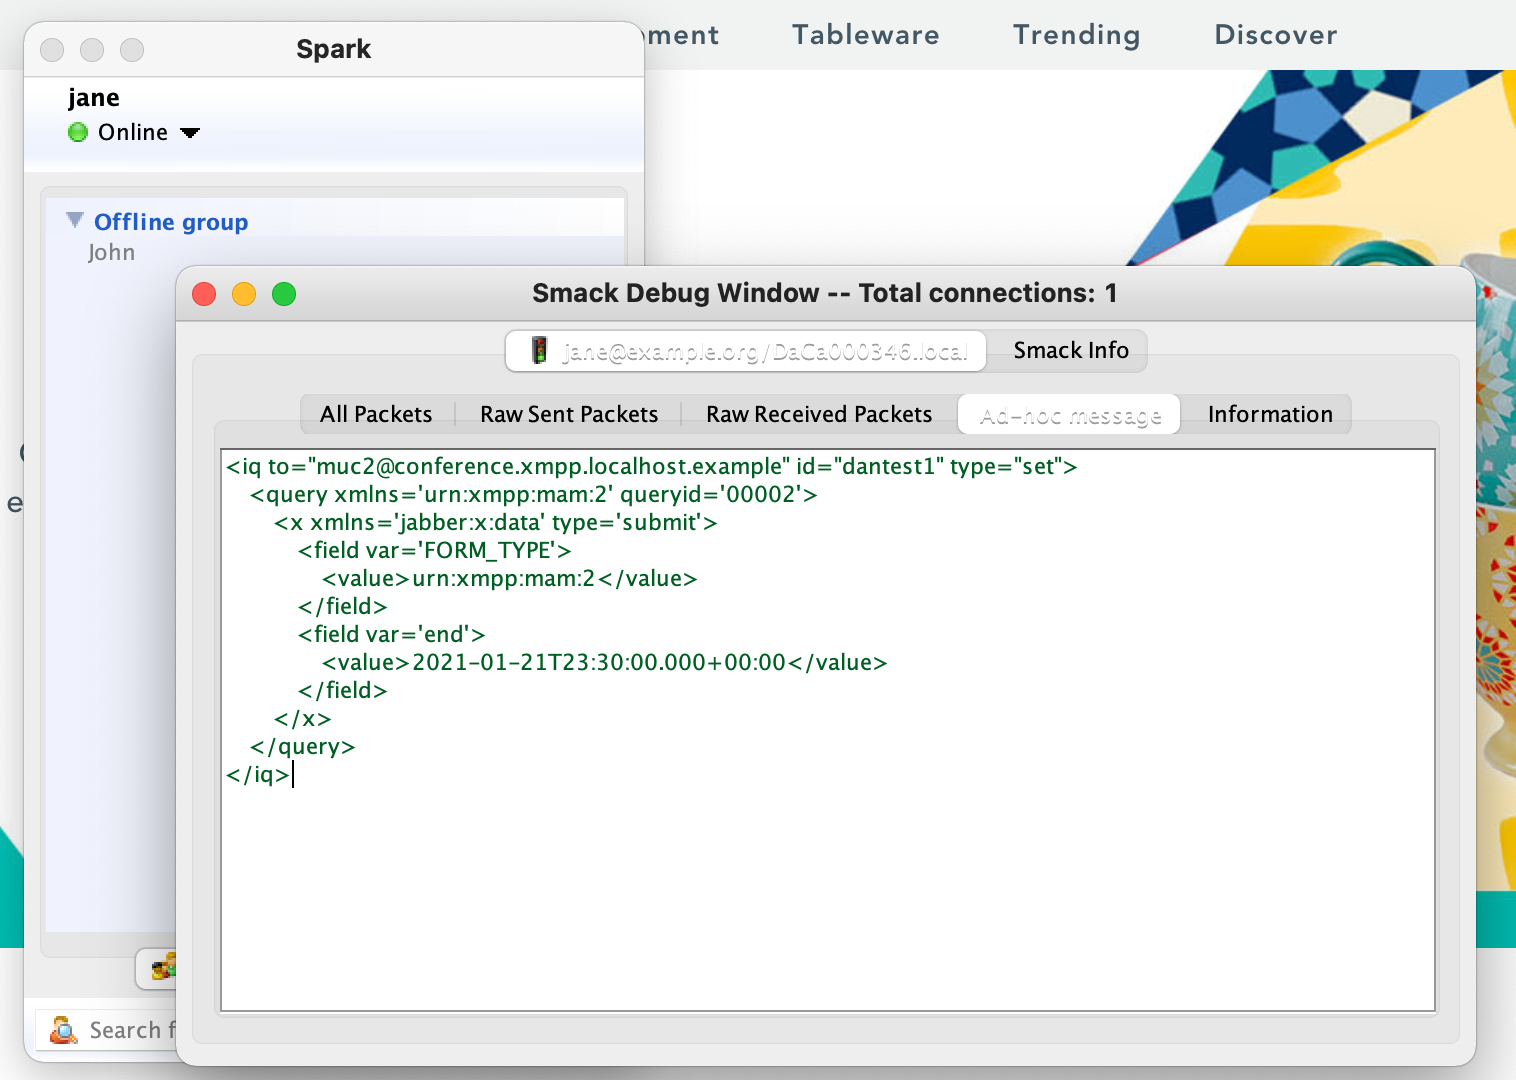 Tableware
Trending
Discover
Spark
jane
Online
Offline group
John
Smack Debug Window -- Total connections: 1
jane@example.org/DaCa000346.local
Smack Info
All Packets
Raw Sent Packets
Raw Received Packets
Ad-hoc message
Information
<iq to="muc2@conference.xmpp.localhost.example" id="dantest1" type="set">
<query xmlns='urn:xmpp:mam:2' queryid='00002'>
<x xmlns='jabber:x:data' type='submit'>
<field var='FORM_TYPE'>
<value>urn:xmpp:mam:2</value>
</field>
<field var='end'>
<value>2021-01-21T23:30:00.000+00:00</value>
</field>
</x>
</query>
</iq>
Search